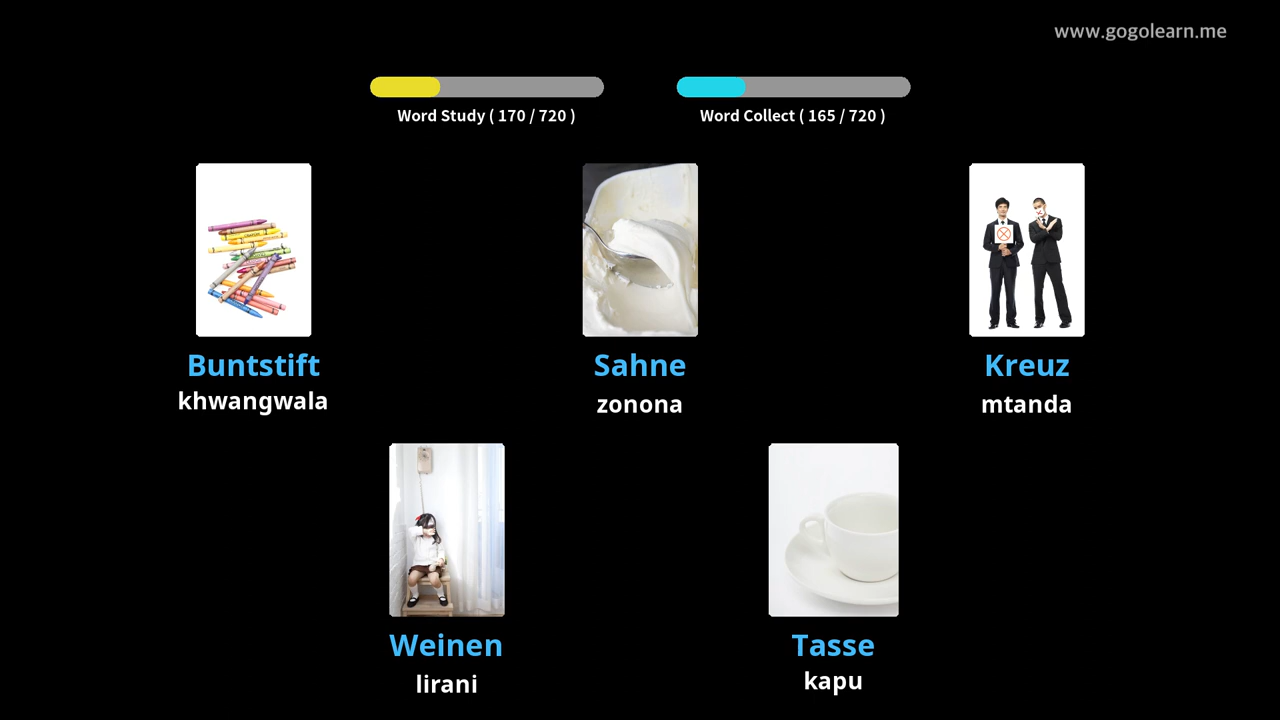 www.gogolearn.me
Word Study ( 170 / 720 )
Word Collect ( 165 / 720 )
Buntstift
khwangwala
Sahne
zonona
Kreuz
mtanda
Weinen
lirani
Tasse
kapu